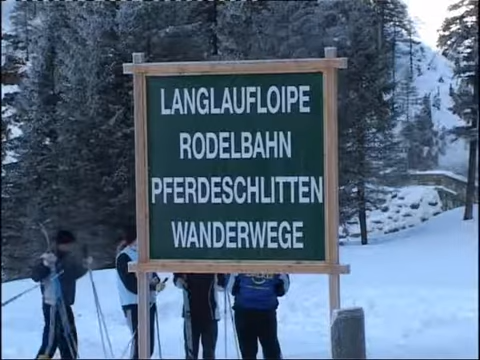 LANGLAUFLOIPE
RODELBAHN
PFERDESCHLITTEN
WANDERWEGE